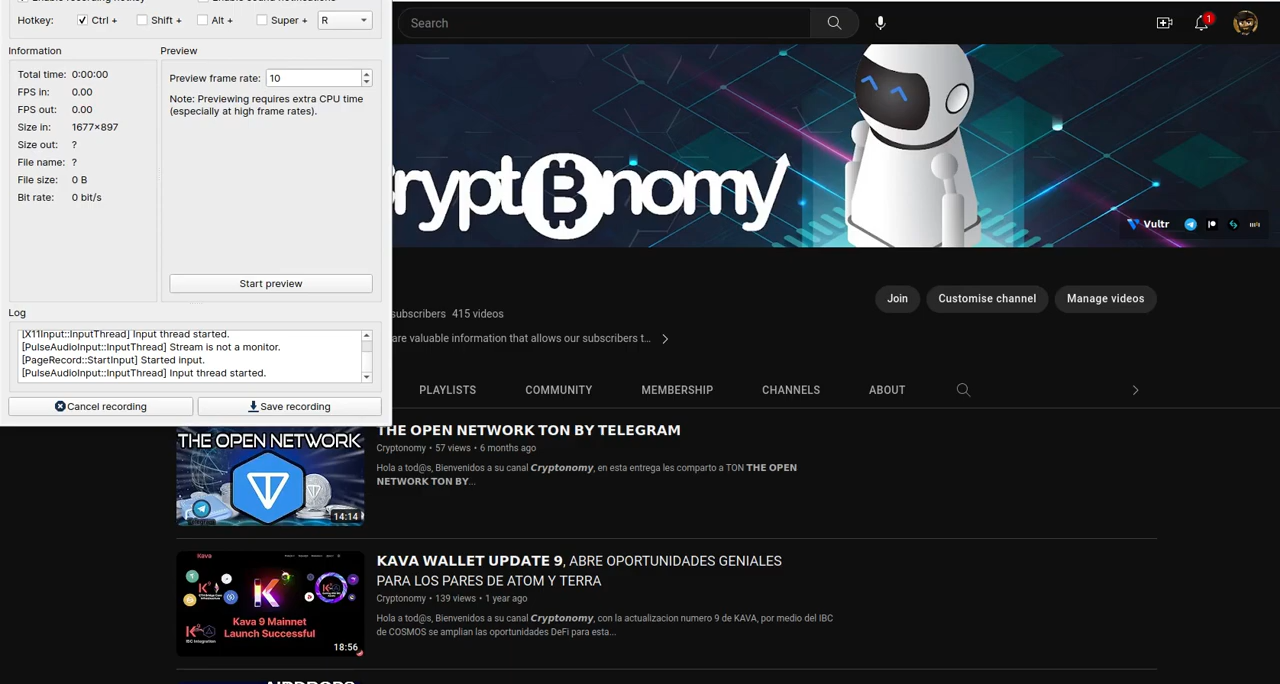 Hotkey: Ctrl + Shift + Alt + Super + R
Information
Total time: 0:00:00
FPS in: 0.00
FPS out: 0.00
Size in: 1677×897
Size out: ?
File name: ?
File size: 0 B
Bit rate: 0 bit/s
Preview
Preview frame rate: 10
Note: Previewing requires extra CPU time
(especially at high frame rates).
Start preview
Log
[X11Input::InputThread] Input thread started.
[PulseAudioInput::InputThread] Stream is not a monitor.
[PageRecord::StartInput] Started input.
[PulseAudioInput::InputThread] Input thread started.
Cancel recording
Save recording
Search
1
rypt₿nomy
Vultr
subscribers 415 videos
Join
Customise channel
Manage videos
are valuable information that allows our subscribers t...
PLAYLISTS
COMMUNITY
MEMBERSHIP
CHANNELS
ABOUT
THE OPEN NETWORK
14:14
THE OPEN NETWORK TON BY TELEGRAM
Cryptonomy • 57 views • 6 months ago
Hola a tod@s, Bienvenidos a su canal Cryptonomy, en esta entrega les comparto a TON THE OPEN
NETWORK TON BY...
Kava
Kava 9 Mainnet
Launch Successful
18:56
KAVA WALLET UPDATE 9, ABRE OPORTUNIDADES GENIALES
PARA LOS PARES DE ATOM Y TERRA
Cryptonomy • 139 views • 1 year ago
Hola a tod@s, Bienvenidos a su canal Cryptonomy, con la actualizacion numero 9 de KAVA, por medio del IBC
de COSMOS se amplian las oportunidades DeFi para esta...